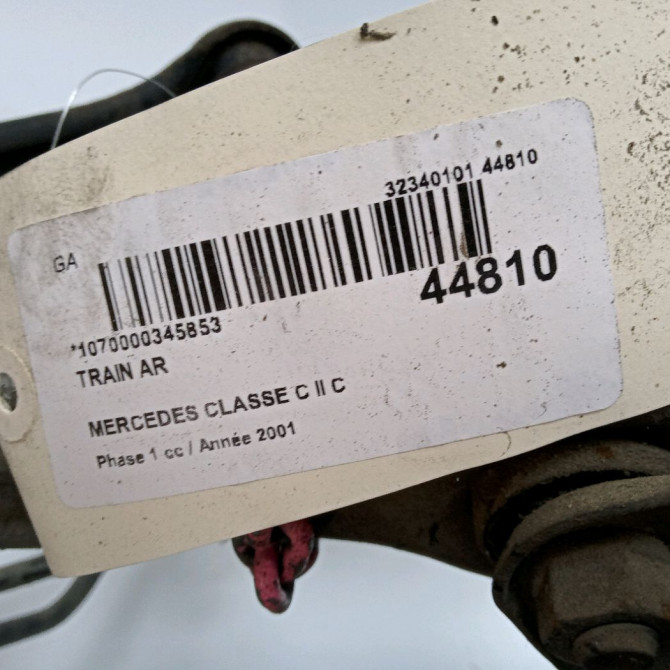 32340101 44810
GA
44810
*1070000345853
TRAIN AR
MERCEDES CLASSE C II C
Phase 1 cc / Année 2001